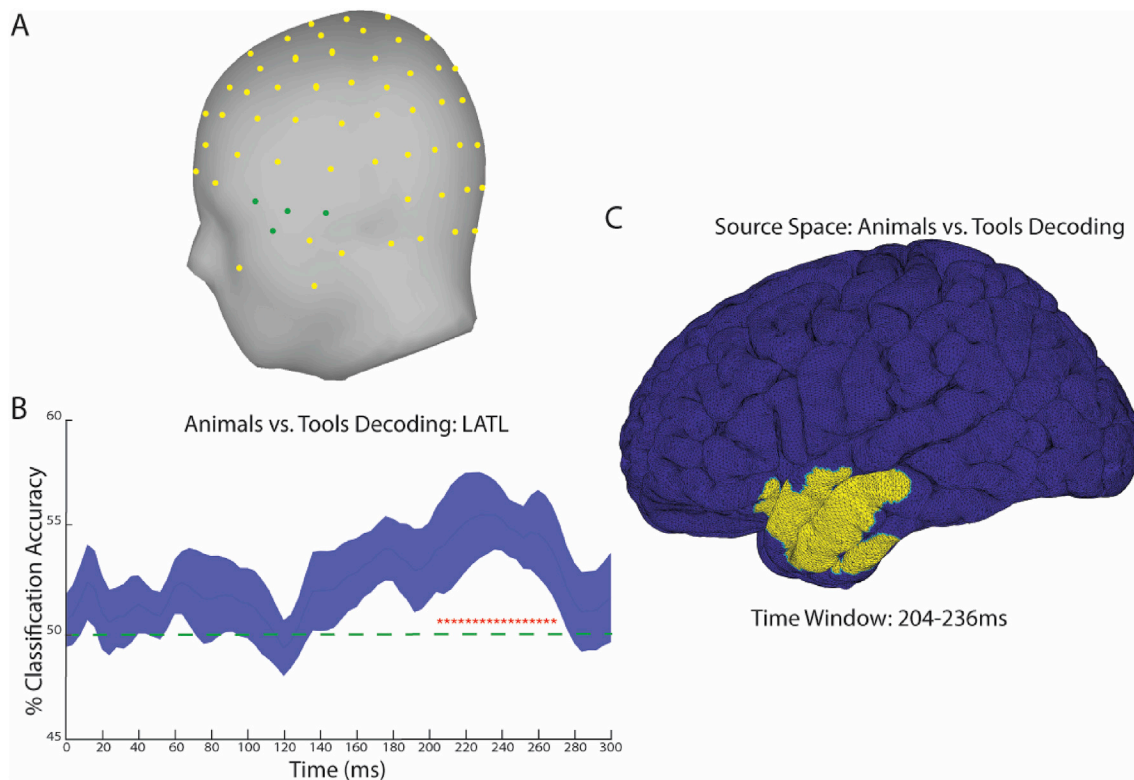 A
B
Animals vs. Tools Decoding: LATL
% Classification Accuracy
60
55
50
45
*****************
0 20 40 60 80 100 120 140 160 180 200 220 240 260 280 300
Time (ms)
C
Source Space: Animals vs. Tools Decoding
Time Window: 204-236ms